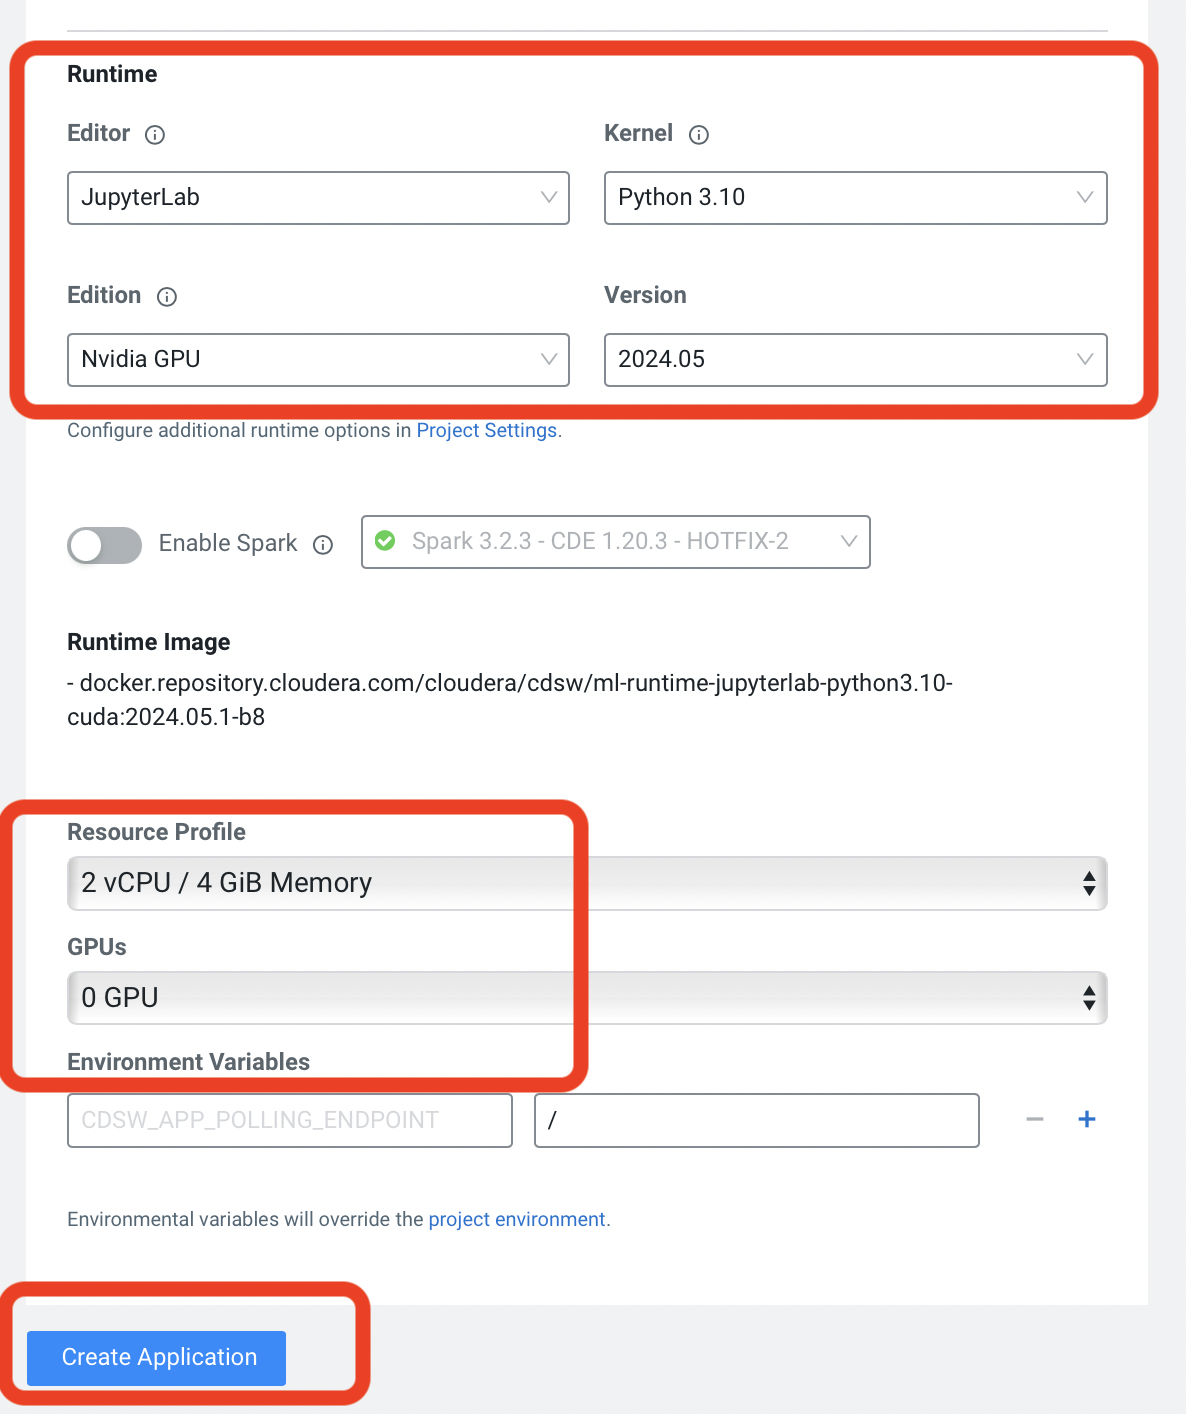 Runtime
Editor
Kernel
JupyterLab
Python 3.10
Edition
Version
Nvidia GPU
2024.05
Configure additional runtime options in Project Settings.
Enable Spark
Spark 3.2.3 - CDE 1.20.3 - HOTFIX-2
Runtime Image
- docker.repository.cloudera.com/cloudera/cdsw/ml-runtime-jupyterlab-python3.10-
cuda:2024.05.1-b8
Resource Profile
2 vCPU / 4 GiB Memory
GPUs
0 GPU
Environment Variables
CDSW_APP_POLLING_ENDPOINT
/
Environmental variables will override the project environment.
Create Application